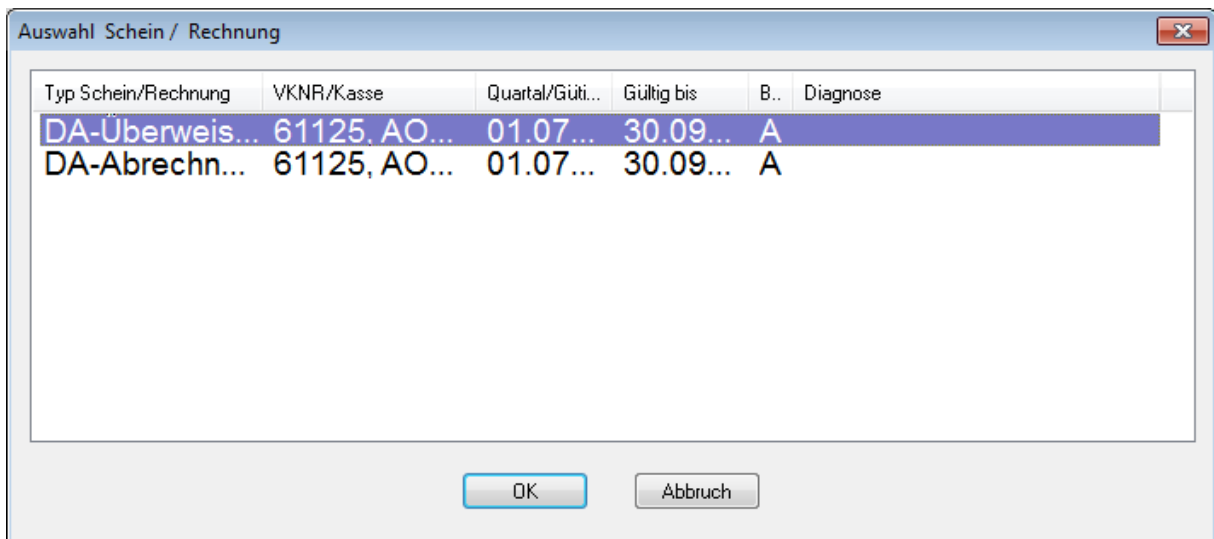 Auswahl Schein / Rechnung
Typ Schein/Rechnung VKNR/Kasse Quartal/Güti... Gültig bis B.. Diagnose
DA-Überweis... 61125, AO... 01.07... 30.09... A
DA-Abrechn... 61125, AO... 01.07... 30.09... A
OK Abbruch